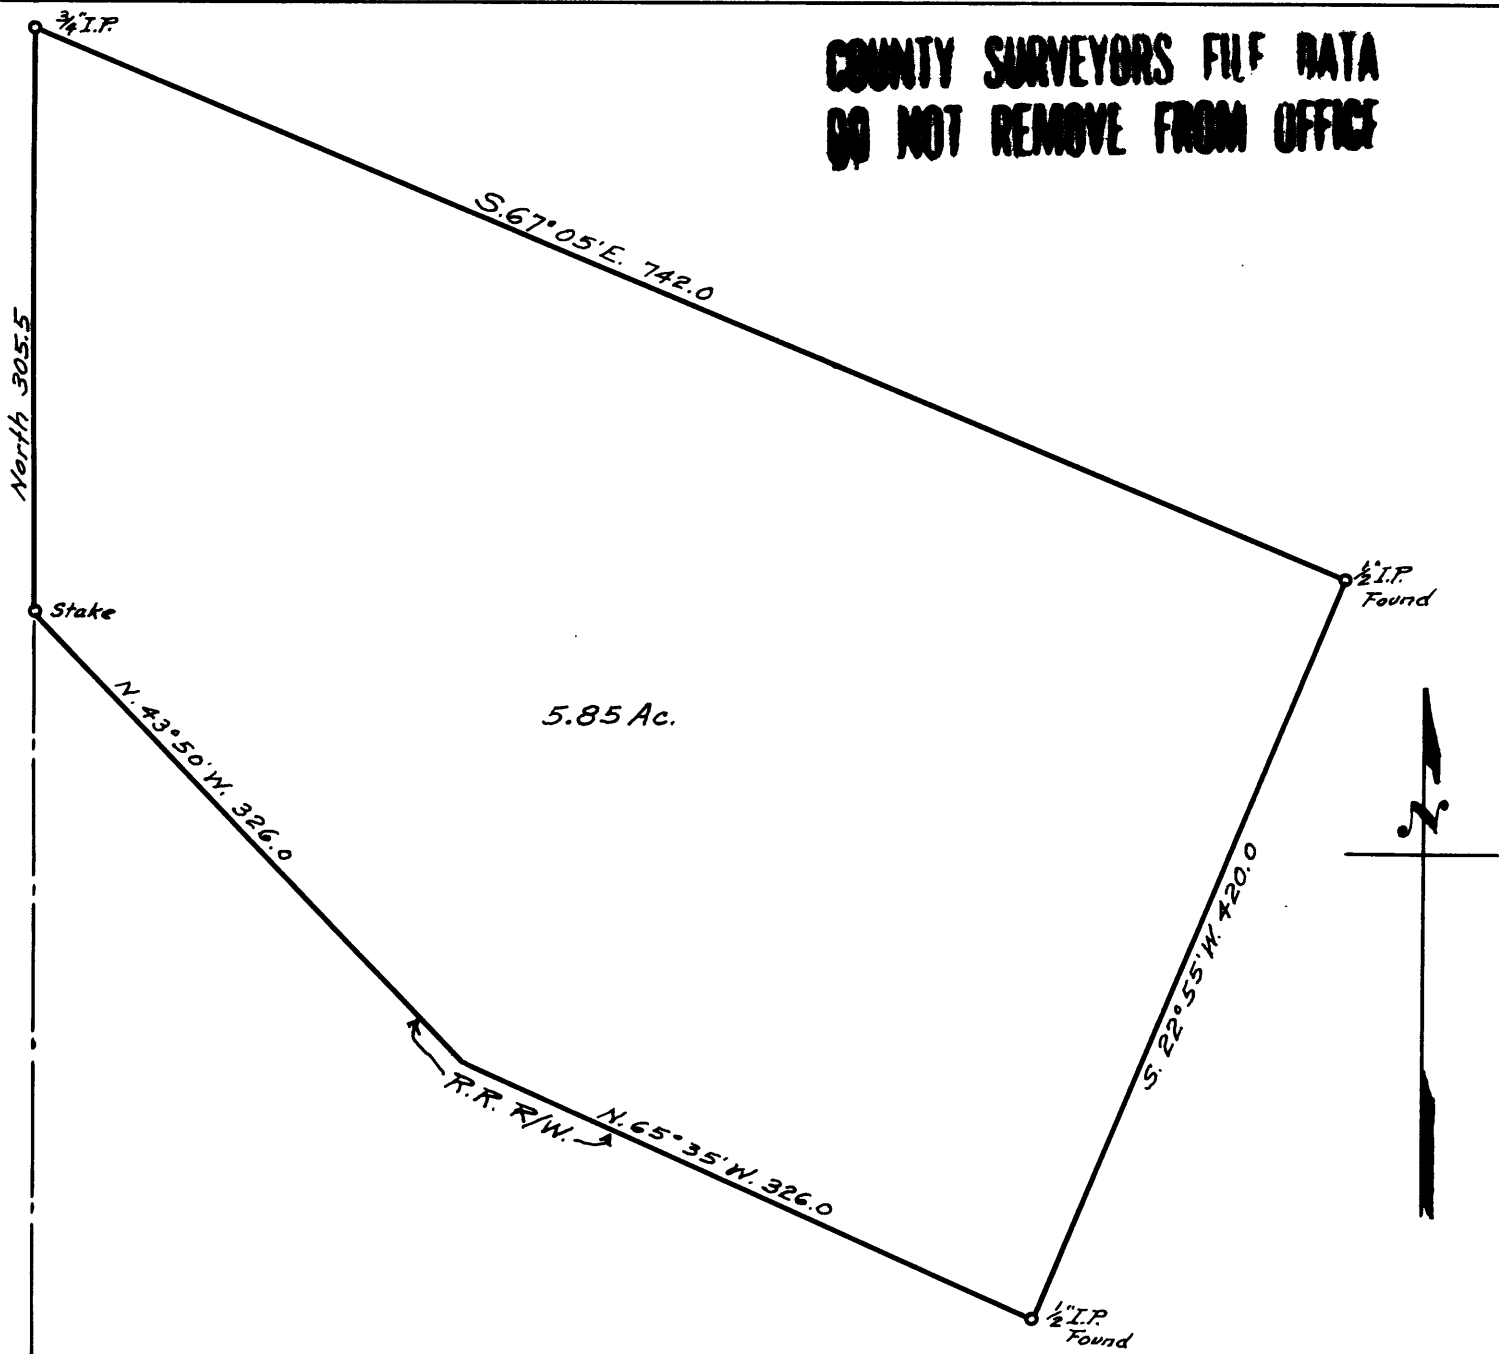 3/4" I.P.
COUNTY SURVEYORS FILE DATA
DO NOT REMOVE FROM OFFICE
S. 67° 05' E. 742.0
North 305.5
1/2" I.P.
Found
Stake
N. 43° 50' W. 326.0
5.85 Ac.
N
S. 22° 55' W. 420.0
R.R. R/W.
N. 65° 35' W. 326.0
1/2" I.P.
Found